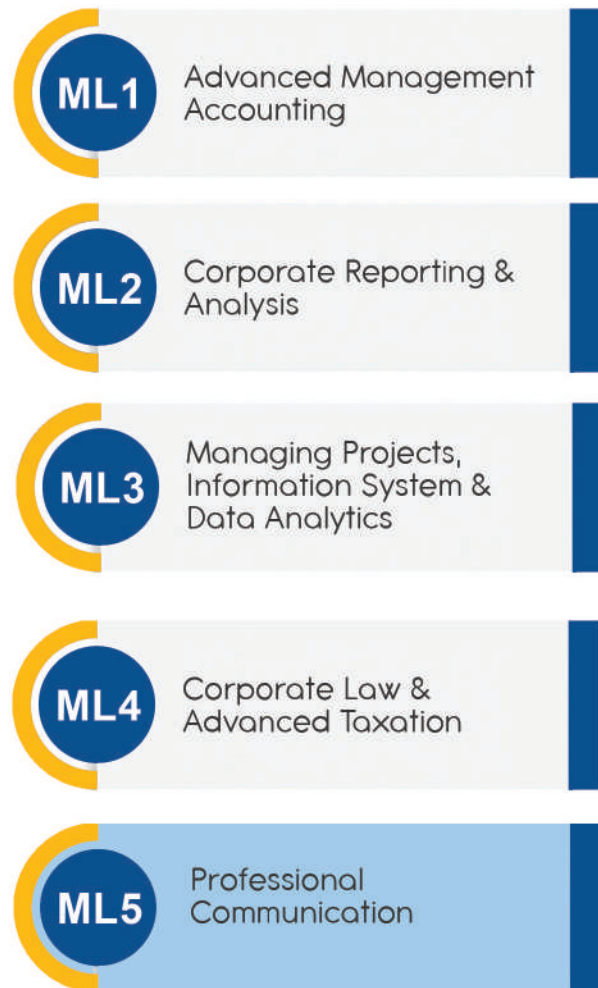 ML1
Advanced Management
Accounting
ML2
Corporate Reporting &
Analysis
ML3
Managing Projects,
Information System &
Data Analytics
ML4
Corporate Law &
Advanced Taxation
ML5
Professional
Communication